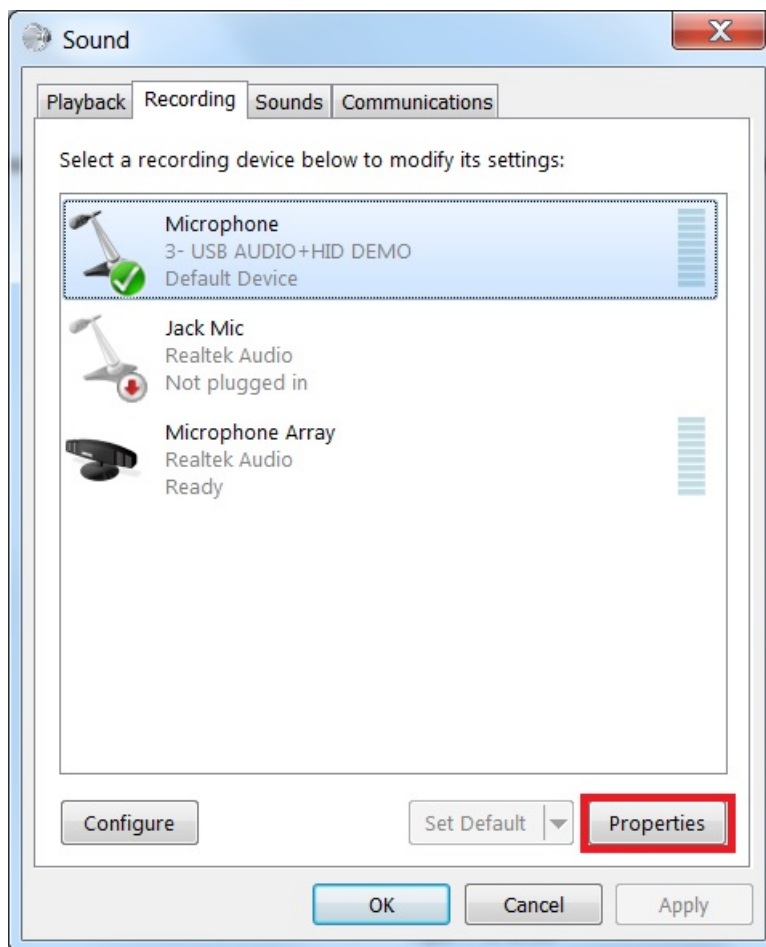 Sound
Playback Recording Sounds Communications
Select a recording device below to modify its settings:
Microphone
3- USB AUDIO+HID DEMO
Default Device
Jack Mic
Realtek Audio
Not plugged in
Microphone Array
Realtek Audio
Ready
Configure Set Default Properties
OK Cancel Apply